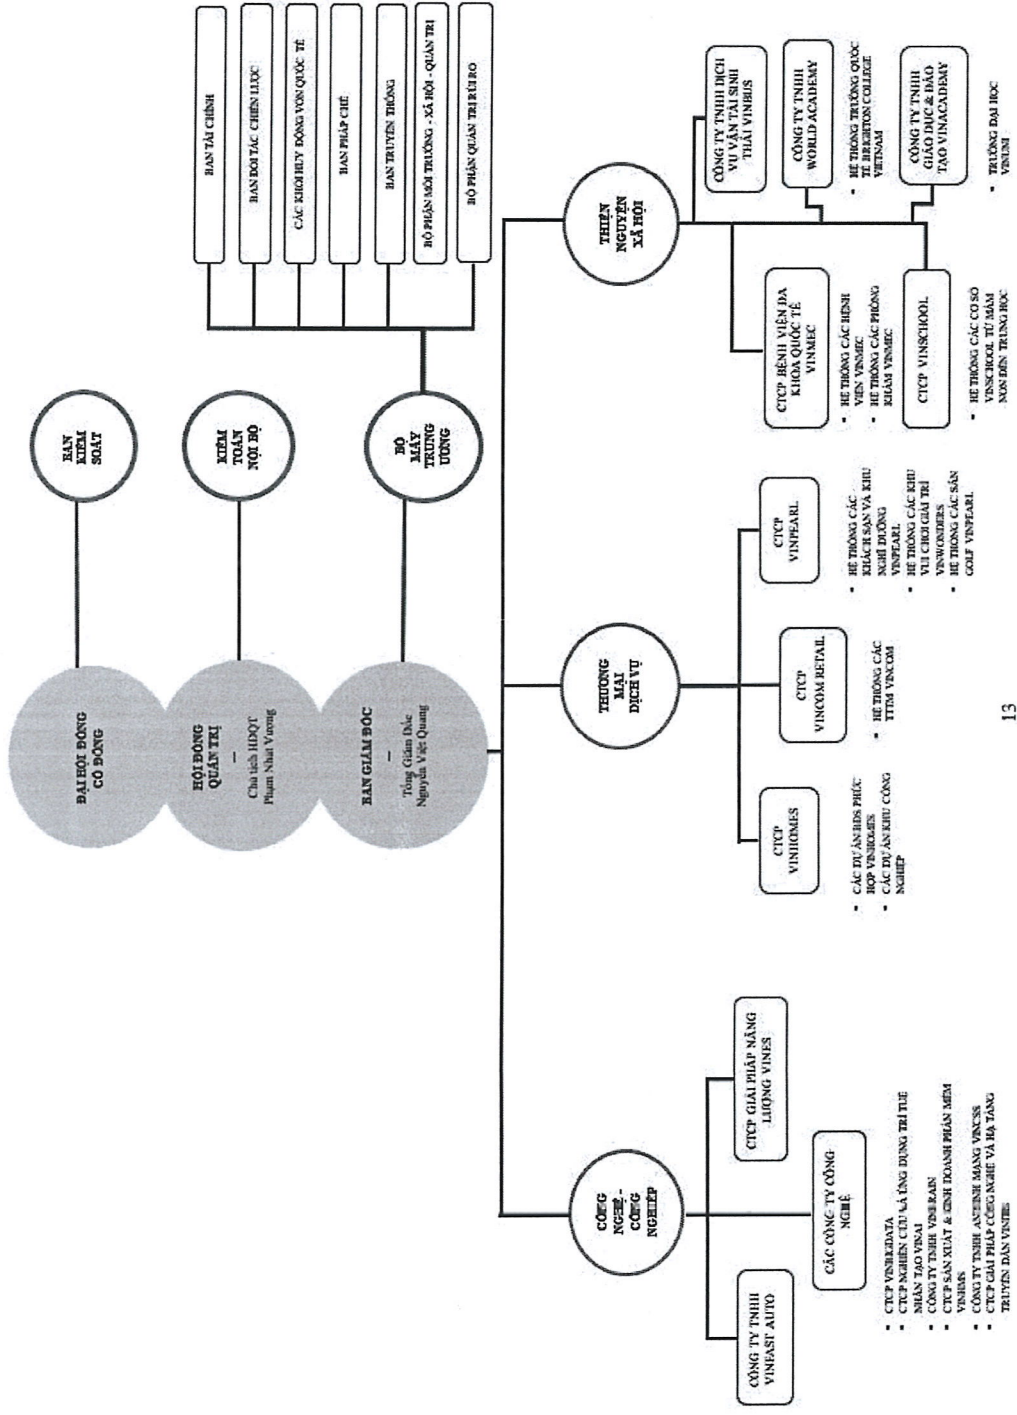 ĐẠI HỘI ĐỒNG
CỔ ĐÔNG
BAN
KIỂM
SOÁT
HỘI ĐỒNG
QUẢN TRỊ
–
Chủ tịch HĐQT
Phạm Nhật Vượng
KIỂM
TOÁN
NỘI BỘ
BAN GIÁM ĐỐC
–
Tổng Giám Đốc
Nguyễn Việt Quang
BỘ
MÁY
TRUNG
ƯƠNG
BAN TÀI CHÍNH
BAN ĐỐI TÁC CHIẾN LƯỢC
CÁC KHỐI HUY ĐỘNG VỐN QUỐC TẾ
BAN PHÁP CHẾ
BAN TRUYỀN THÔNG
BỘ PHẬN MÔI TRƯỜNG - XÃ HỘI - QUẢN TRỊ
BỘ PHẬN QUẢN TRỊ RỦI RO
CÔNG
NGHỆ -
CÔNG
NGHIỆP
CÔNG TY TNHH
VINFAST AUTO
CTCP GIẢI PHÁP NĂNG
LƯỢNG VINES
CÁC CÔNG TY CÔNG
NGHỆ
▪ CTCP VINBIGDATA
▪ CTCP NGHIÊN CỨU VÀ ỨNG DỤNG TRÍ TUỆ
NHÂN TẠO VINAI
▪ CÔNG TY TNHH VINBRAIN
▪ CTCP SẢN XUẤT & KINH DOANH PHẦN MỀM
VINHMS
▪ CÔNG TY TNHH AN NINH MẠNG VINCSS
▪ CTCP GIẢI PHÁP CÔNG NGHỆ VÀ HẠ TẦNG
TRUYỀN DẪN VINITIS
THƯƠNG
MẠI
DỊCH VỤ
CTCP
VINHOMES
▪ CÁC DỰ ÁN BĐS PHỨC
HỢP VINHOMES
▪ CÁC DỰ ÁN KHU CÔNG
NGHIỆP
CTCP
VINCOM RETAIL
▪ HỆ THỐNG CÁC
TTTM VINCOM
CTCP
VINPEARL
▪ HỆ THỐNG CÁC
KHÁCH SẠN VÀ KHU
NGHỈ DƯỠNG
VINPEARL
▪ HỆ THỐNG CÁC KHU
VUI CHƠI GIẢI TRÍ
VINWONDERS
▪ HỆ THỐNG CÁC SÂN
GOLF VINPEARL
THIỆN
NGUYỆN
XÃ HỘI
CTCP BỆNH VIỆN ĐA
KHOA QUỐC TẾ
VINMEC
▪ HỆ THỐNG CÁC BỆNH
VIỆN VINMEC
▪ HỆ THỐNG CÁC PHÒNG
KHÁM VINMEC
CTCP VINSCHOOL
▪ HỆ THỐNG CÁC CƠ SỞ
VINSCHOOL TỪ MẦM
NON ĐẾN TRUNG HỌC
CÔNG TY TNHH DỊCH
VỤ VẬN TẢI SINH
THÁI VINBUS
CÔNG TY TNHH
WORLD ACADEMY
▪ HỆ THỐNG TRƯỜNG QUỐC
TẾ BRIGHTON COLLEGE
VIETNAM
CÔNG TY TNHH
GIÁO DỤC & ĐÀO
TẠO VINACADEMY
▪ TRƯỜNG ĐẠI HỌC
VINUNI
13